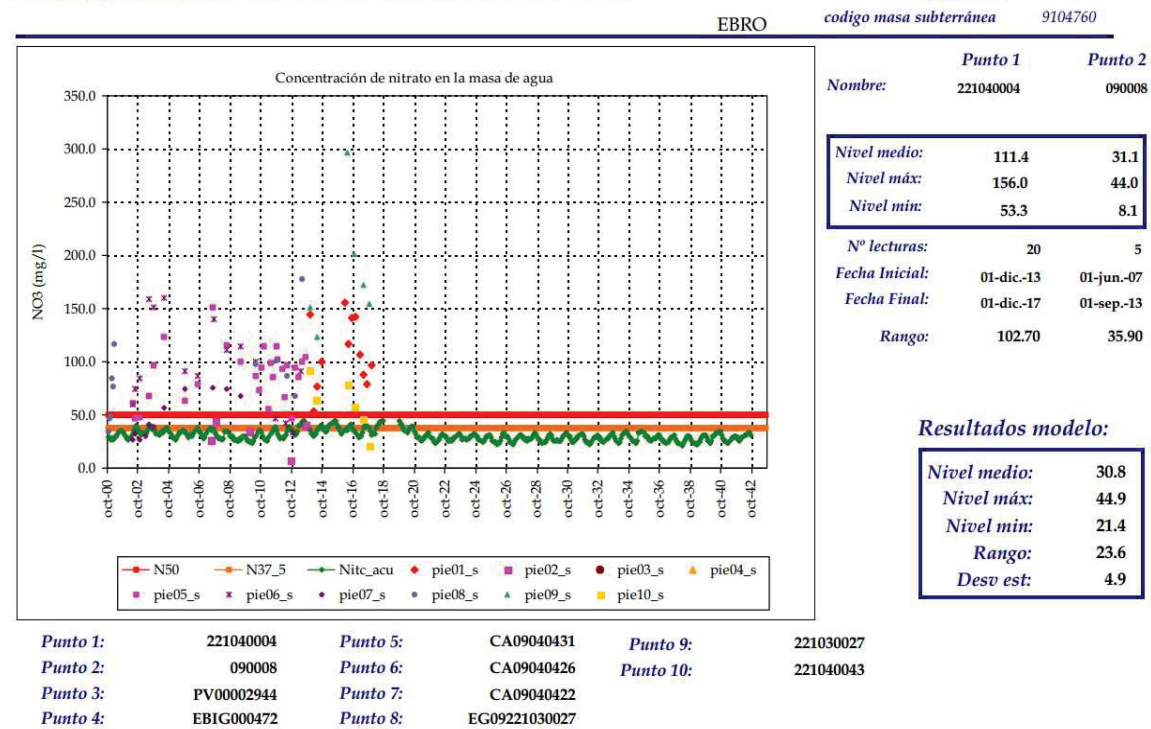 EBRO
codigo masa subterránea 9104760
Concentración de nitrato en la masa de agua
350.0
300.0
250.0
200.0
150.0
100.0
50.0
0.0
NO3 (mg/l)
oct-00 oct-02 oct-04 oct-06 oct-08 oct-10 oct-12 oct-14 oct-16 oct-18 oct-20 oct-22 oct-24 oct-26 oct-28 oct-30 oct-32 oct-34 oct-36 oct-38 oct-40 oct-42
N50 N37_5 Nitc_acu pie01_s pie02_s pie03_s pie04_s
pie05_s pie06_s pie07_s pie08_s pie09_s pie10_s
Punto 1 Punto 2
Nombre: 221040004 090008
Nivel medio: 111.4 31.1
Nivel máx: 156.0 44.0
Nivel min: 53.3 8.1
Nº lecturas: 20 5
Fecha Inicial: 01-dic.-13 01-jun.-07
Fecha Final: 01-dic.-17 01-sep.-13
Rango: 102.70 35.90
Resultados modelo:
Nivel medio: 30.8
Nivel máx: 44.9
Nivel min: 21.4
Rango: 23.6
Desv est: 4.9
Punto 1: 221040004 Punto 5: CA09040431 Punto 9: 221030027
Punto 2: 090008 Punto 6: CA09040426 Punto 10: 221040043
Punto 3: PV00002944 Punto 7: CA09040422
Punto 4: EBIG000472 Punto 8: EG09221030027